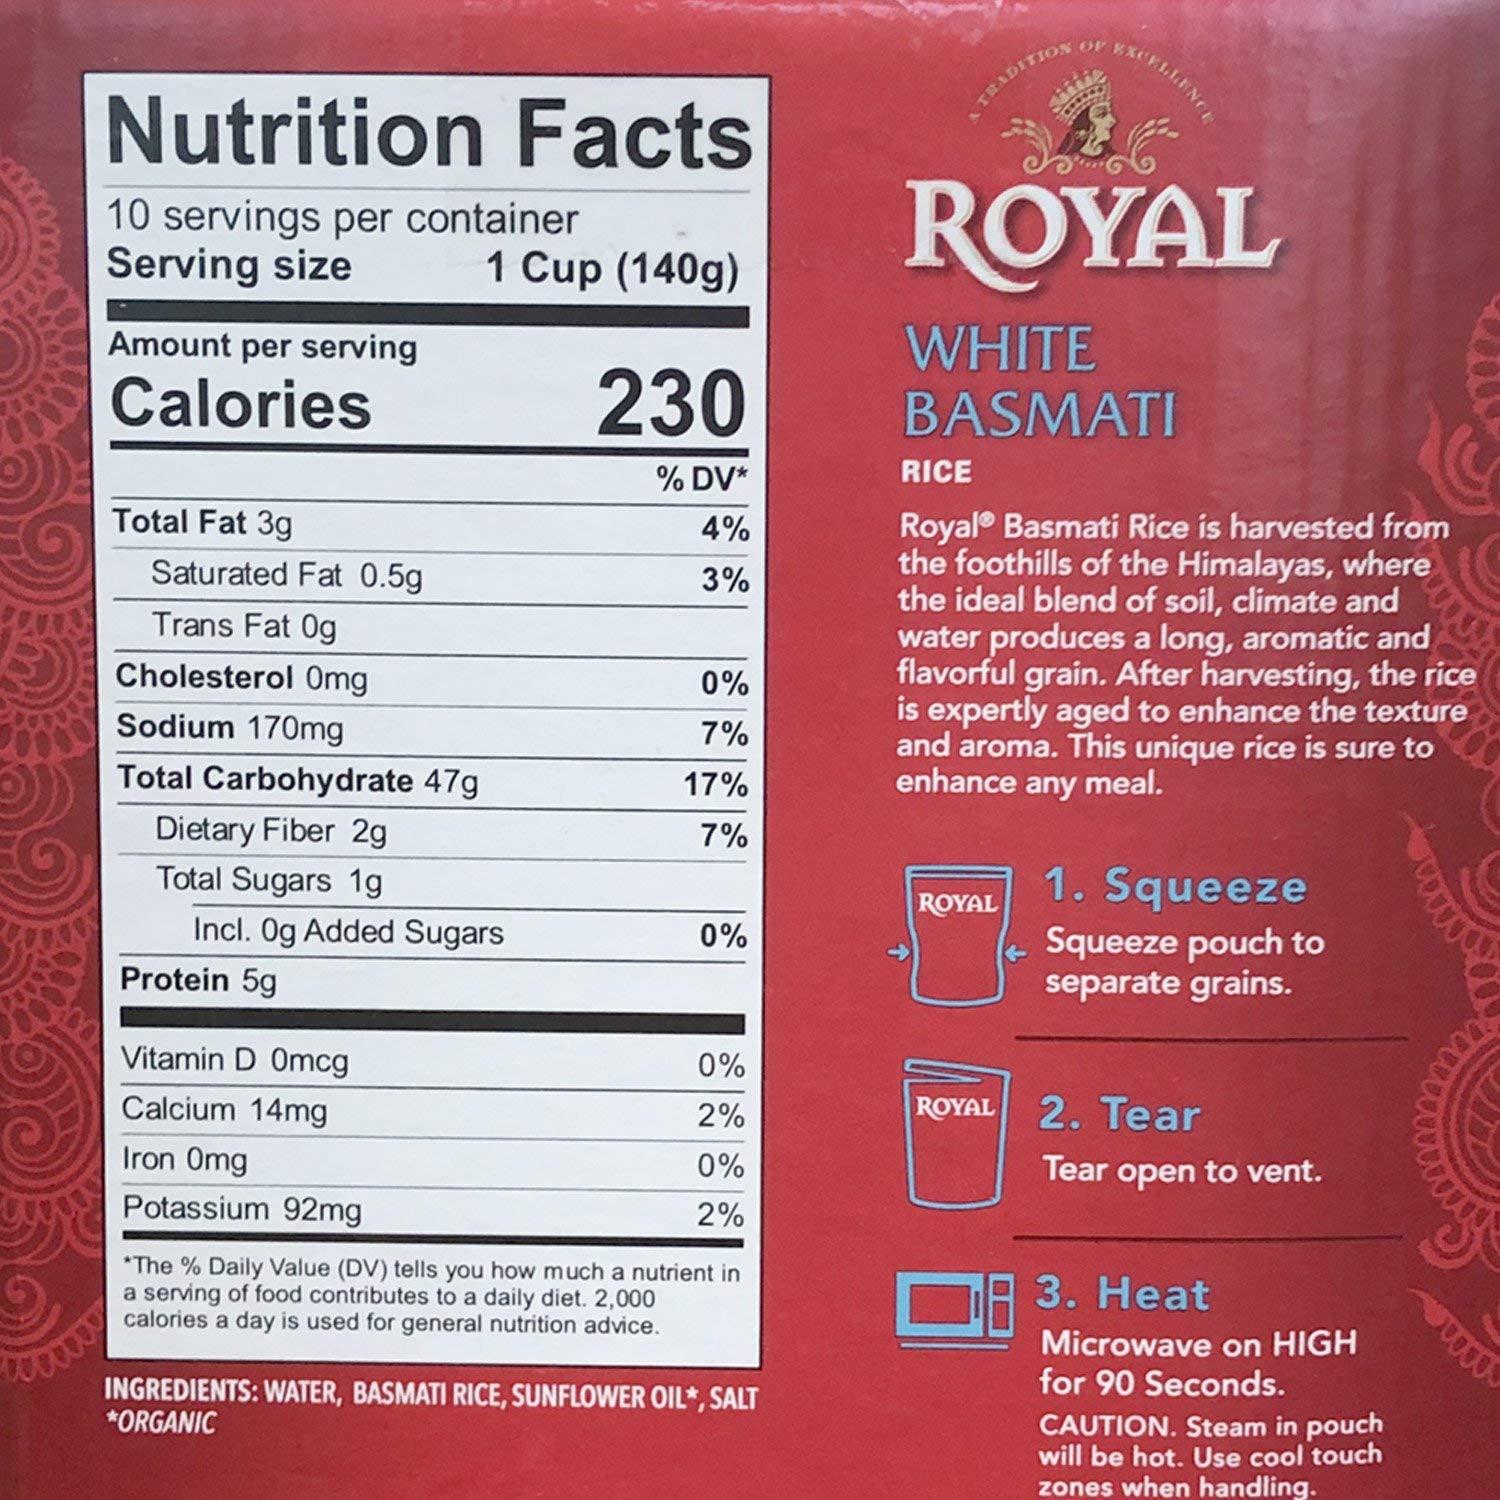 Nutrition Facts
10 servings per container
Serving size 1 Cup (140g)
Amount per serving
Calories 230
% DV*
Total Fat 3g 4%
Saturated Fat 0.5g 3%
Trans Fat 0g
Cholesterol 0mg 0%
Sodium 170mg 7%
Total Carbohydrate 47g 17%
Dietary Fiber 2g 7%
Total Sugars 1g
Incl. 0g Added Sugars 0%
Protein 5g
Vitamin D 0mcg 0%
Calcium 14mg 2%
Iron 0mg 0%
Potassium 92mg 2%
*The % Daily Value (DV) tells you how much a nutrient in
a serving of food contributes to a daily diet. 2,000
calories a day is used for general nutrition advice.
INGREDIENTS: WATER, BASMATI RICE, SUNFLOWER OIL*, SALT
*ORGANIC
A TRADITION OF EXCELLENCE
ROYAL
WHITE
BASMATI
RICE
Royal® Basmati Rice is harvested from
the foothills of the Himalayas, where
the ideal blend of soil, climate and
water produces a long, aromatic and
flavorful grain. After harvesting, the rice
is expertly aged to enhance the texture
and aroma. This unique rice is sure to
enhance any meal.
ROYAL
1. Squeeze
Squeeze pouch to
separate grains.
ROYAL
2. Tear
Tear open to vent.
3. Heat
Microwave on HIGH
for 90 Seconds.
CAUTION. Steam in pouch
will be hot. Use cool touch
zones when handling.